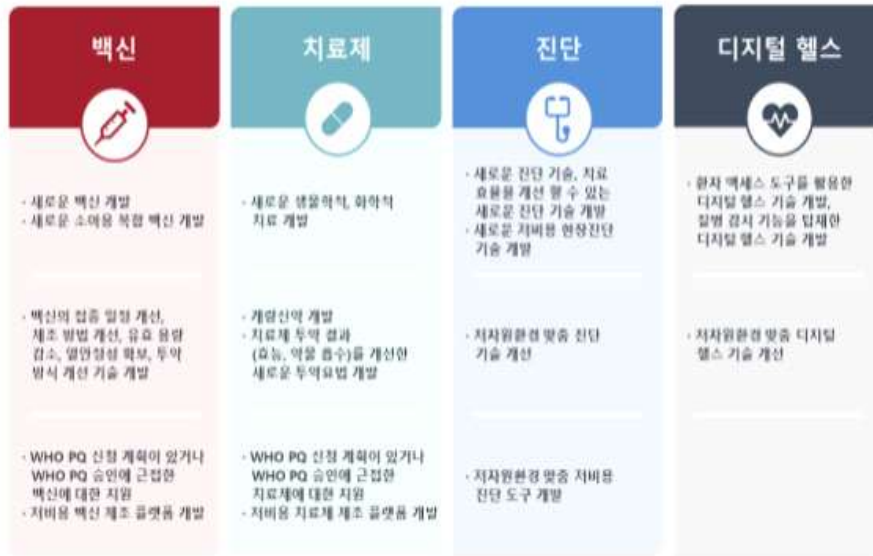 백신
· 새로운 백신 개발
· 새로운 소아용 복합 백신 개발
· 백신의 접종 일정 개선,
제조 방법 개선, 유효 용량
감소, 열안정성 확보, 투약
방식 개선 기술 개발
· WHO PQ 신청 계획이 있거나
WHO PQ 승인에 근접한
백신에 대한 지원
· 저비용 백신 제조 플랫폼 개발
치료제
· 새로운 생물학적, 화학적
치료 개발
· 개량신약 개발
· 치료제 투약 결과
(효능, 약물 흡수)를 개선한
새로운 투약요법 개발
· WHO PQ 신청 계획이 있거나
WHO PQ 승인에 근접한
치료제에 대한 지원
· 저비용 치료제 제조 플랫폼 개발
진단
· 새로운 진단 기술, 치료
효율을 개선 할 수 있는
새로운 진단 기술 개발
· 새로운 저비용 현장진단
기술 개발
· 저자원환경 맞춤 진단
기술 개선
· 저자원환경 맞춤 저비용
진단 도구 개발
디지털 헬스
· 환자 액세스 도구를 활용한
디지털 헬스 기술 개발,
질병 감시 기능을 탑재한
디지털 헬스 기술 개발
· 저자원환경 맞춤 디지털
헬스 기술 개선